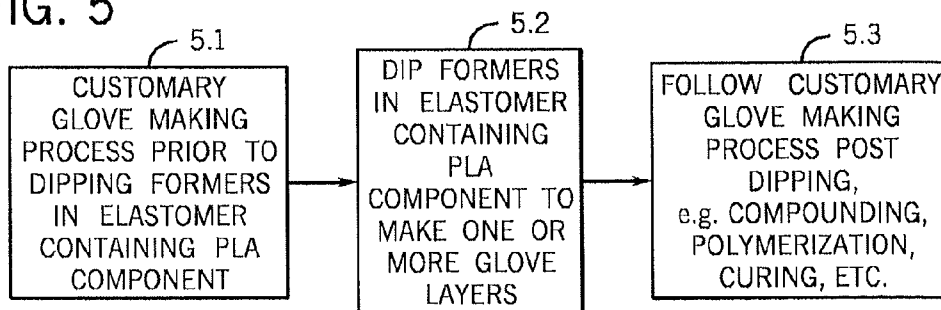 IG. 5
5.1
CUSTOMARY
GLOVE MAKING
PROCESS PRIOR TO
DIPPING FORMERS
IN ELASTOMER
CONTAINING PLA
COMPONENT
5.2
DIP FORMERS
IN ELASTOMER
CONTAINING
PLA
COMPONENT TO
MAKE ONE OR
MORE GLOVE
LAYERS
5.3
FOLLOW CUSTOMARY
GLOVE MAKING
PROCESS POST
DIPPING,
e.g. COMPOUNDING,
POLYMERIZATION,
CURING, ETC.